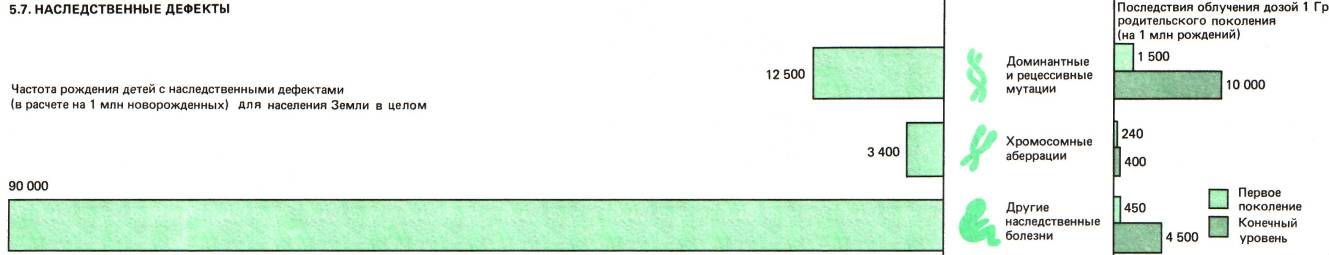 5.7. НАСЛЕДСТВЕННЫЕ ДЕФЕКТЫ
Частота рождения детей с наследственными дефектами
(в расчете на 1 млн новорожденных) для населения Земли в целом
12 500
3 400
90 000
Доминантные
и рецессивные
мутации
Хромосомные
аберрации
Другие
наследственные
болезни
Последствия облучения дозой 1 Гр
родительского поколения
(на 1 млн рождений)
1 500
10 000
240
400
450
4 500
Первое
поколение
Конечный
уровень